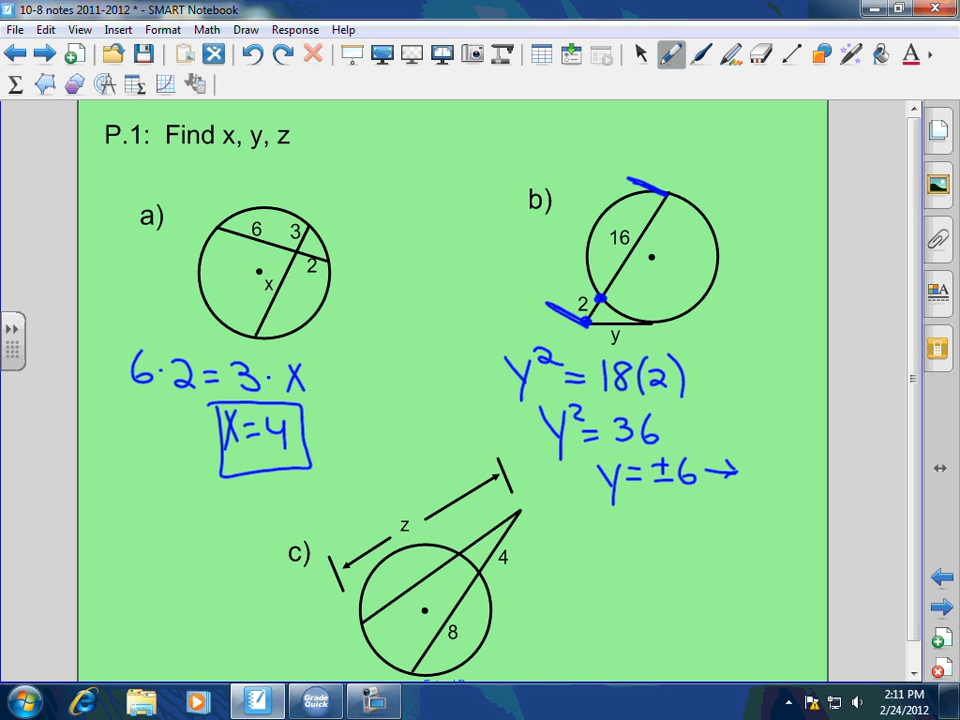 10-8 notes 2011-2012 * - SMART Notebook
File Edit View Insert Format Math Draw Response Help
P.1: Find x, y, z
a)
6
3
2
x
6·2=3·x
x=4
b)
16
2
y
y²=18(2)
y²=36
y=±6→
c)
z
4
8
Grade Quick
2:11 PM
2/24/2012